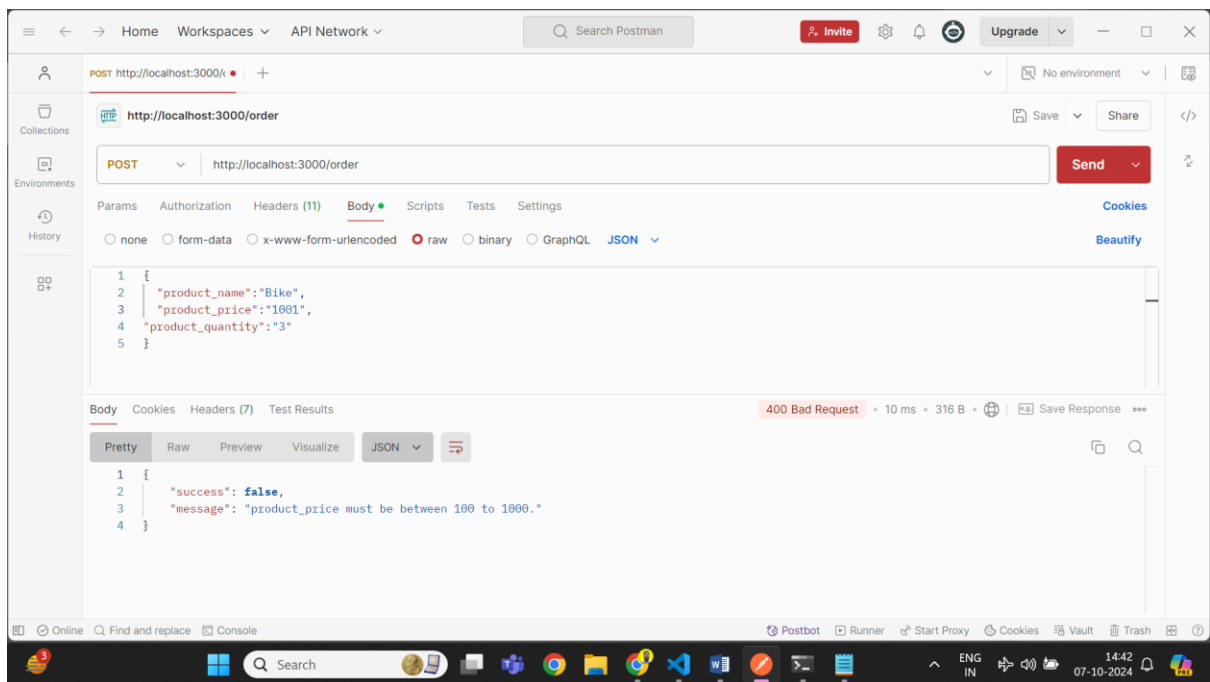 Home Workspaces API Network Search Postman Invite Upgrade
POST http://localhost:3000/ No environment
HTTP http://localhost:3000/order Save Share
Collections
POST http://localhost:3000/order Send
Environments
Params Authorization Headers (11) Body Scripts Tests Settings Cookies
History
none form-data x-www-form-urlencoded raw binary GraphQL JSON Beautify
1 {
2 "product_name":"Bike",
3 "product_price":"1001",
4 "product_quantity":"3"
5 }
Body Cookies Headers (7) Test Results 400 Bad Request 10 ms 316 B Save Response
Pretty Raw Preview Visualize JSON
1 {
2 "success": false,
3 "message": "product_price must be between 100 to 1000."
4 }
Online Find and replace Console Postbot Runner Start Proxy Cookies Vault Trash
3 Search ENG 14:42
IN 07-10-2024 PRE